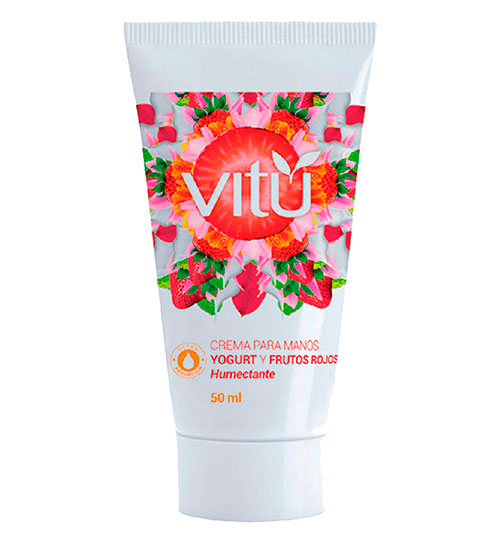 vitú
CREMA PARA MANOS
YOGURT Y FRUTOS ROJOS
Humectante
50 ml